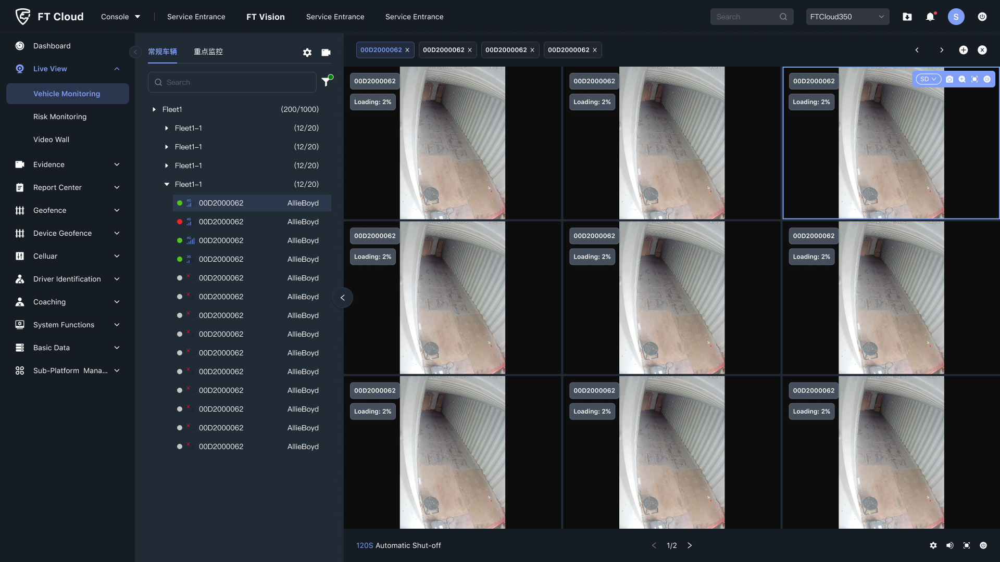 FT Cloud
Console
Service Entrance
FT Vision
Service Entrance
Service Entrance
Search
FTCloud350
S
Dashboard
Live View
Vehicle Monitoring
Risk Monitoring
Video Wall
Evidence
Report Center
Geofence
Device Geofence
Celluar
Driver Identification
Coaching
System Functions
Basic Data
Sub-Platform Mana...
常规车辆
重点监控
Search
Fleet1 (200/1000)
Fleet1-1 (12/20)
Fleet1-1 (12/20)
Fleet1-1 (12/20)
Fleet1-1 (12/20)
4G 00D2000062 AllieBoyd
4G 00D2000062 AllieBoyd
4G 00D2000062 AllieBoyd
3G 00D2000062 AllieBoyd
00D2000062 AllieBoyd
00D2000062 AllieBoyd
00D2000062 AllieBoyd
00D2000062 AllieBoyd
00D2000062 AllieBoyd
00D2000062 AllieBoyd
00D2000062 AllieBoyd
00D2000062 AllieBoyd
00D2000062 AllieBoyd
00D2000062 AllieBoyd
00D2000062
00D2000062
00D2000062
00D2000062
00D2000062
Loading: 2%
00D2000062
Loading: 2%
00D2000062
Loading: 2%
SD
00D2000062
Loading: 2%
00D2000062
Loading: 2%
00D2000062
Loading: 2%
00D2000062
Loading: 2%
00D2000062
Loading: 2%
00D2000062
Loading: 2%
120S Automatic Shut-off
1/2